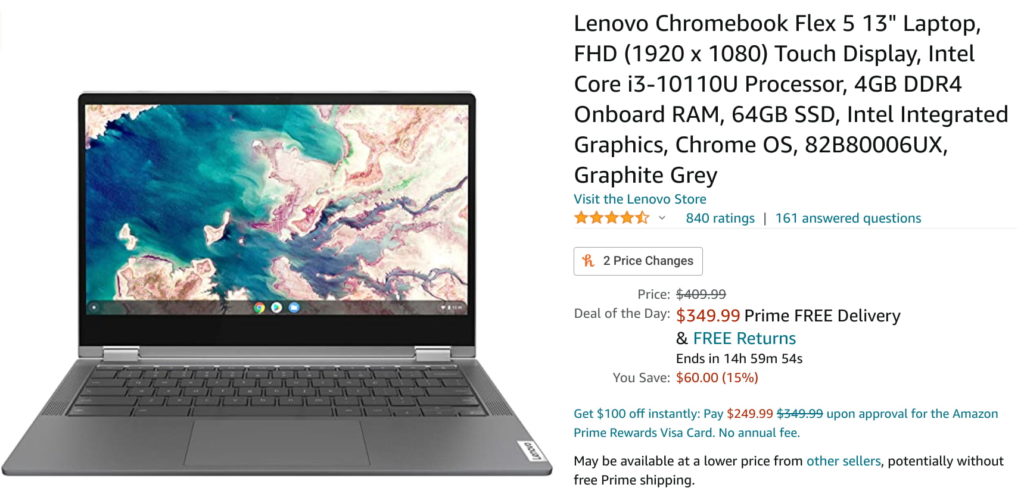 Lenovo Chromebook Flex 5 13" Laptop,
FHD (1920 x 1080) Touch Display, Intel
Core i3-10110U Processor, 4GB DDR4
Onboard RAM, 64GB SSD, Intel Integrated
Graphics, Chrome OS, 82B80006UX,
Graphite Grey
Visit the Lenovo Store
840 ratings | 161 answered questions
2 Price Changes
Price: $409.99
Deal of the Day: $349.99 Prime FREE Delivery
& FREE Returns
Ends in 14h 59m 54s
You Save: $60.00 (15%)
Get $100 off instantly: Pay $249.99 $349.99 upon approval for the Amazon
Prime Rewards Visa Card. No annual fee.
May be available at a lower price from other sellers, potentially without
free Prime shipping.
Lenovo